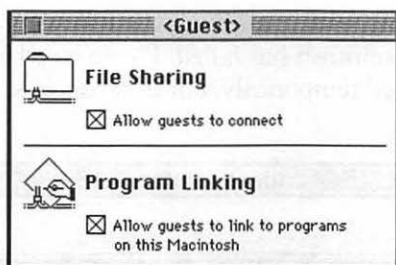 <Guest>
File Sharing
Allow guests to connect
Program Linking
Allow guests to link to programs
on this Macintosh